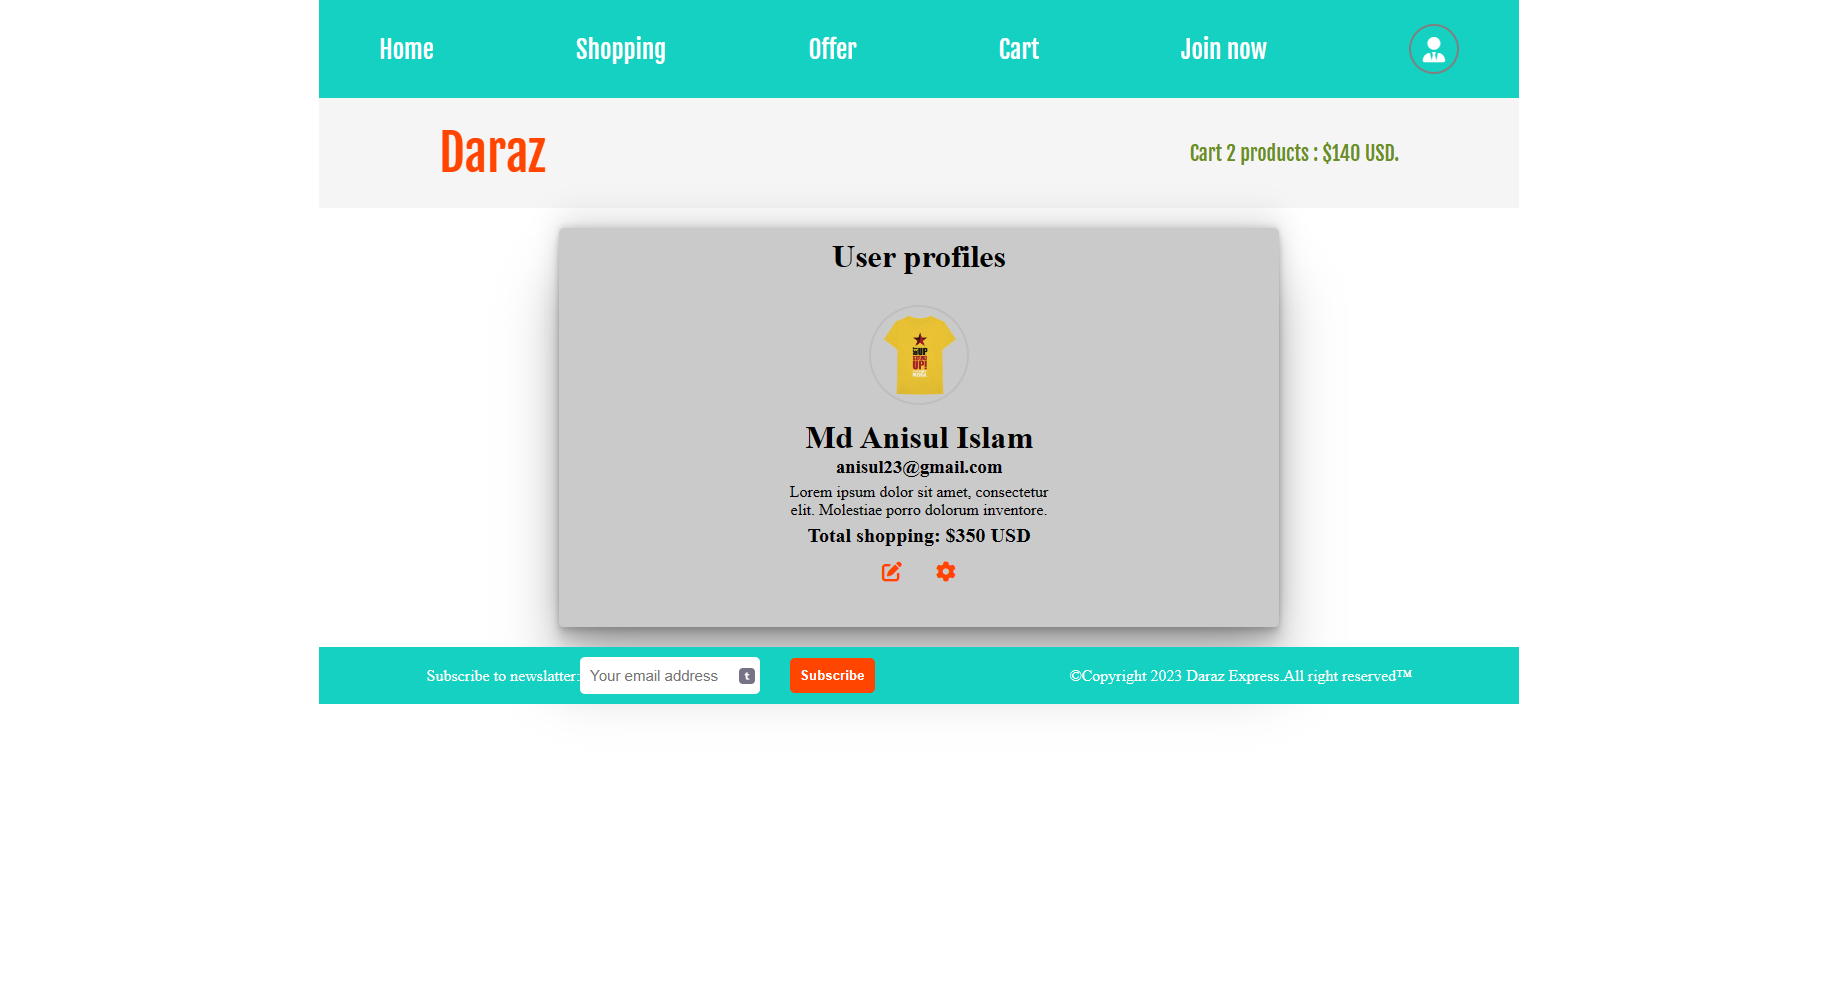 Home Shopping Offer Cart Join now
Daraz
Cart 2 products : $140 USD.
User profiles
UP
UP!
Md Anisul Islam
anisul23@gmail.com
Lorem ipsum dolor sit amet, consectetur
elit. Molestiae porro dolorum inventore.
Total shopping: $350 USD
Subscribe to newslatter: Your email address t Subscribe ©Copyright 2023 Daraz Express.All right reserved™